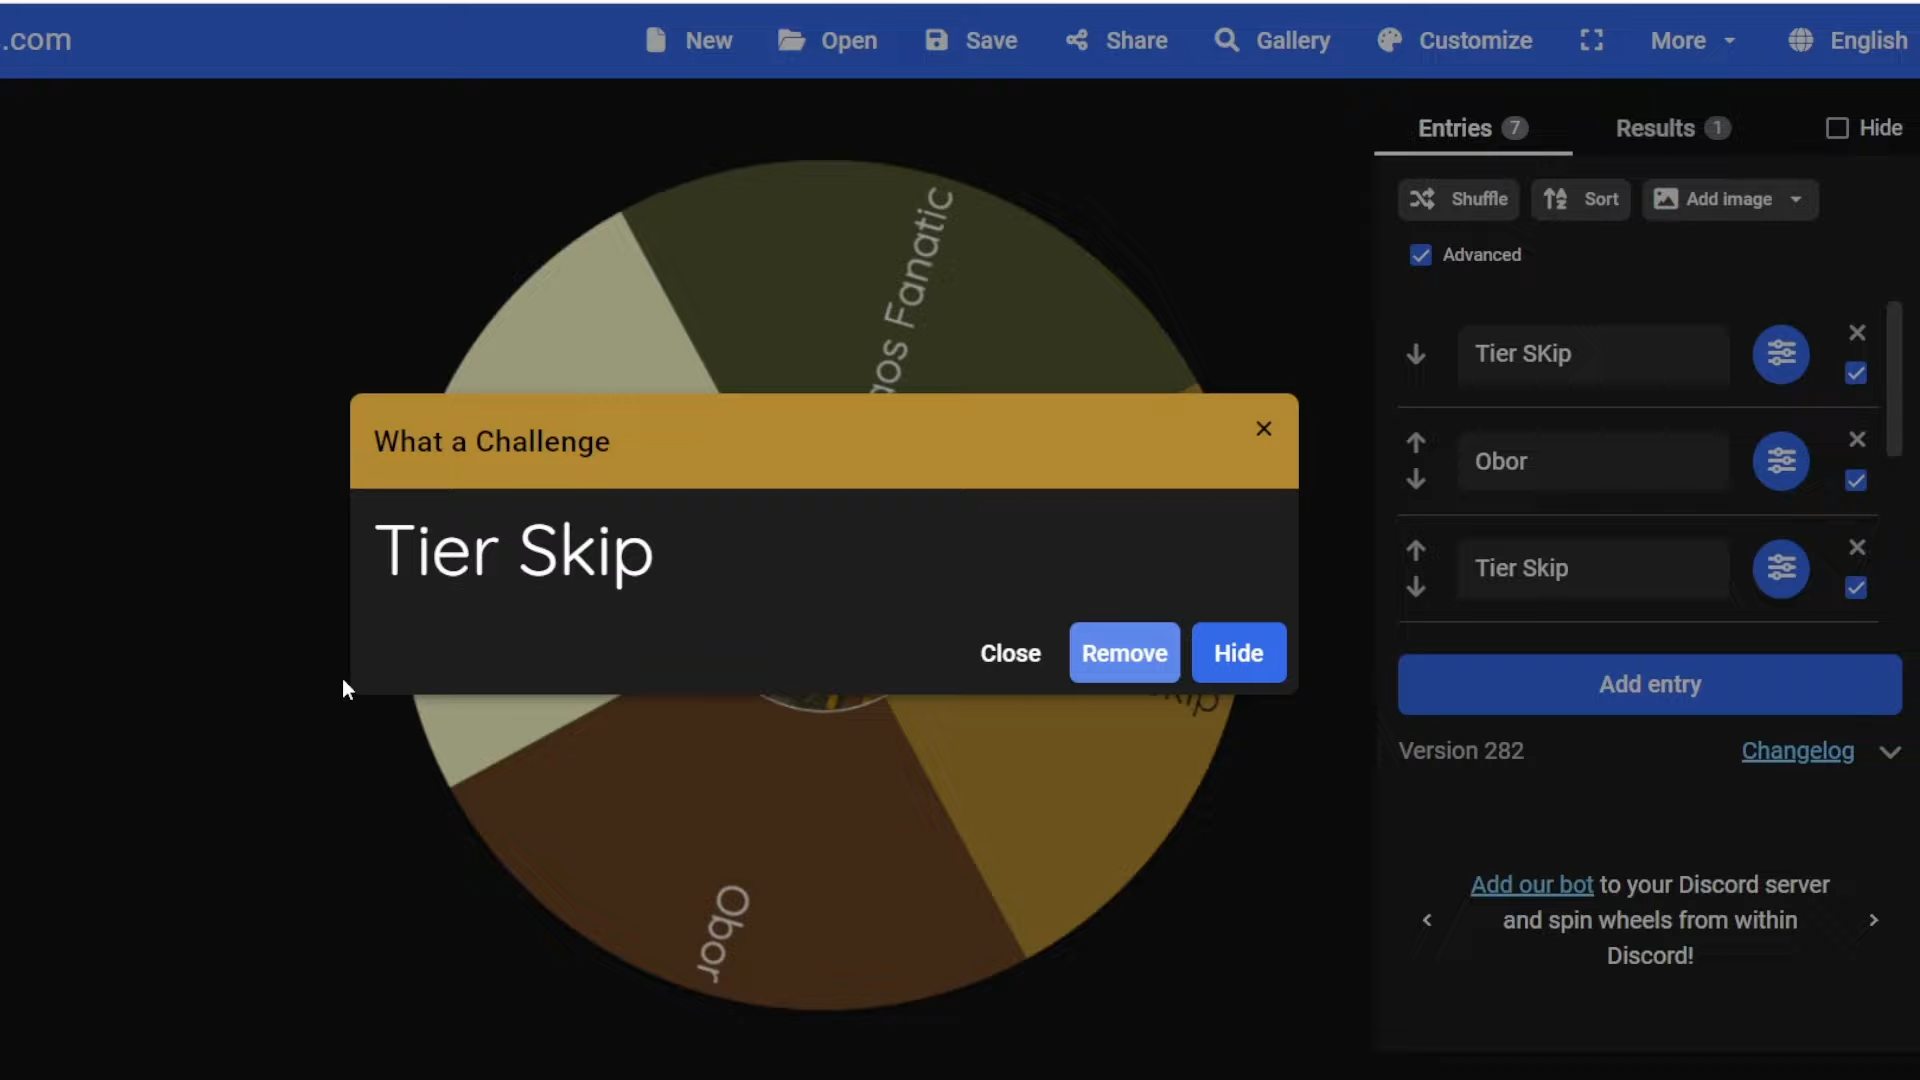 .com
New
Open
Save
Share
Gallery
Customize
More
English
Entries 7
Results 1
Hide
Shuffle
Sort
Add image
Advanced
Tier SKip
Obor
Tier Skip
Add entry
Version 282
Changelog
Add our bot to your Discord server
and spin wheels from within
Discord!
aos Fanatic
What a Challenge
Tier Skip
Close
Remove
Hide
kip
Obor